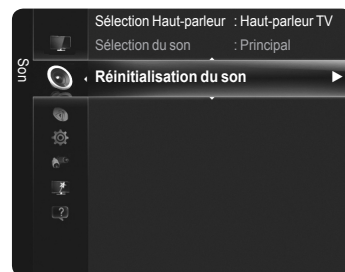 Sélection Haut-parleur : Haut-parleur TV
Sélection du son : Principal
Son
Réinitialisation du son